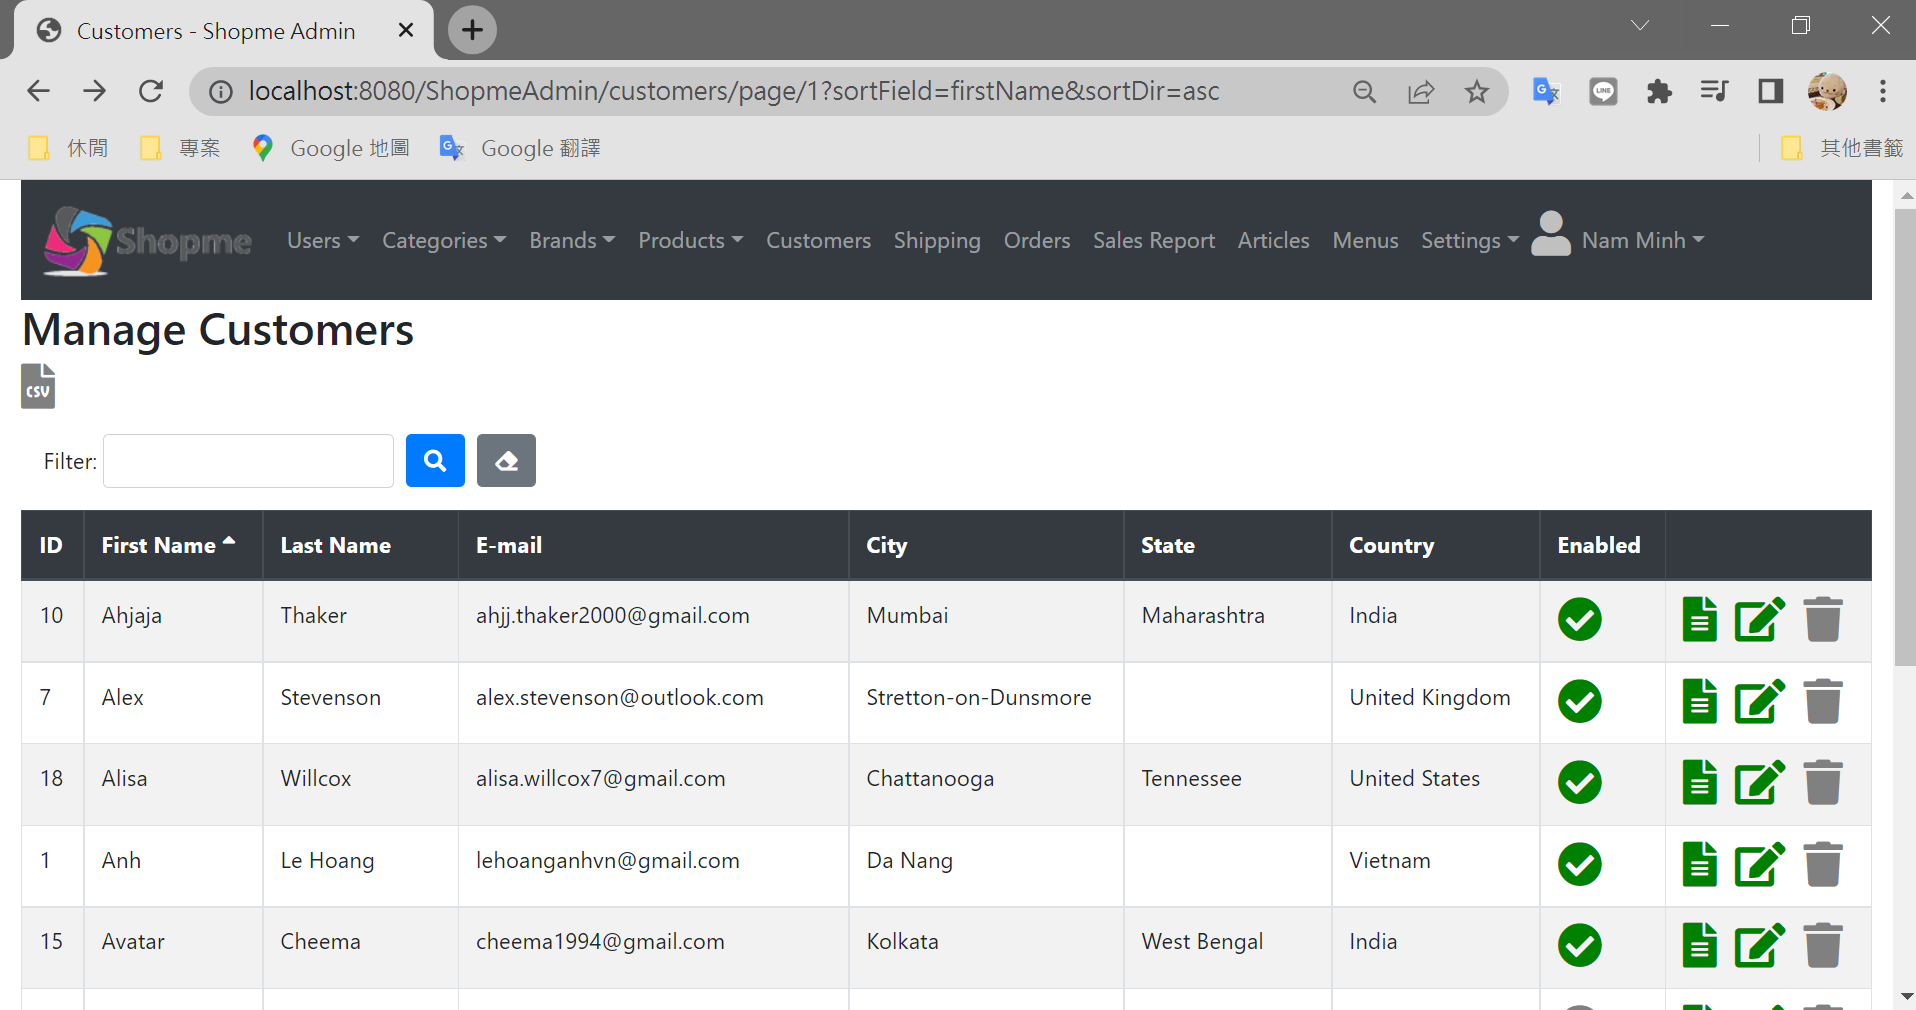 Customers - Shopme Admin
localhost:8080/ShopmeAdmin/customers/page/1?sortField=firstName&sortDir=asc
休閒 專案 Google 地圖 Google 翻譯 其他書籤
Shopme Users Categories Brands Products Customers Shipping Orders Sales Report Articles Menus Settings Nam Minh
Manage Customers
CSV
Filter:
ID First Name Last Name E-mail City State Country Enabled
10 Ahjaja Thaker ahjj.thaker2000@gmail.com Mumbai Maharashtra India
7 Alex Stevenson alex.stevenson@outlook.com Stretton-on-Dunsmore United Kingdom
18 Alisa Willcox alisa.willcox7@gmail.com Chattanooga Tennessee United States
1 Anh Le Hoang lehoanganhvn@gmail.com Da Nang Vietnam
15 Avatar Cheema cheema1994@gmail.com Kolkata West Bengal India